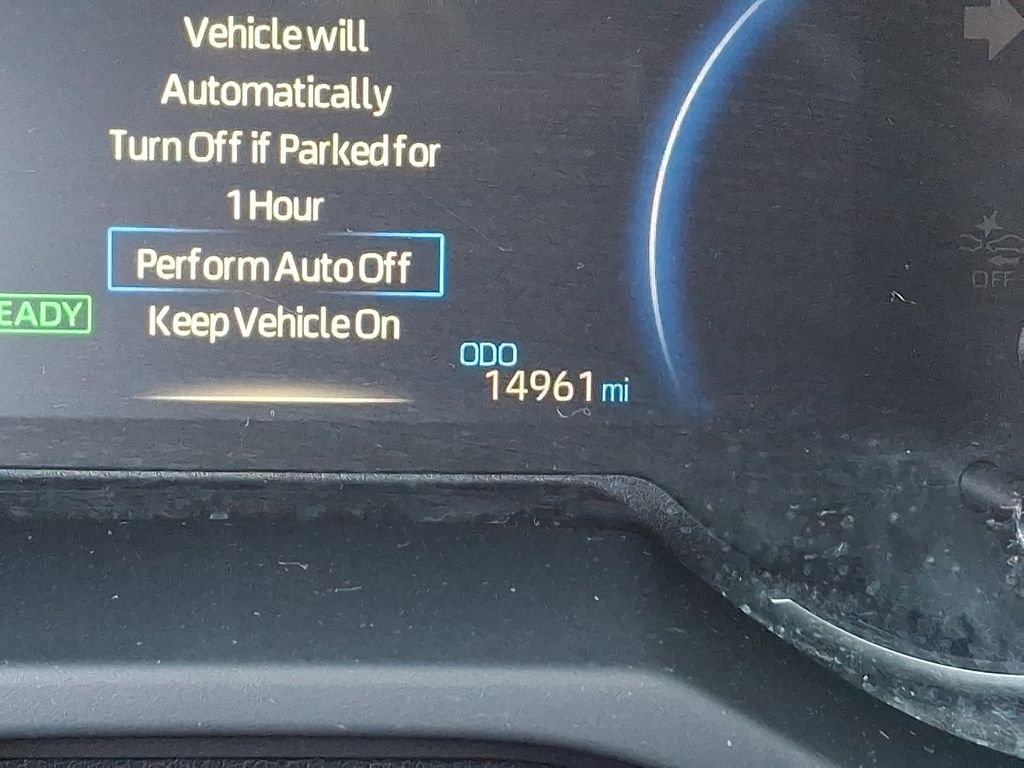 Vehicle will
Automatically
Turn Off if Parked for
1 Hour
Perform Auto Off
EADY
Keep Vehicle On
ODO
14961 mi
OFF